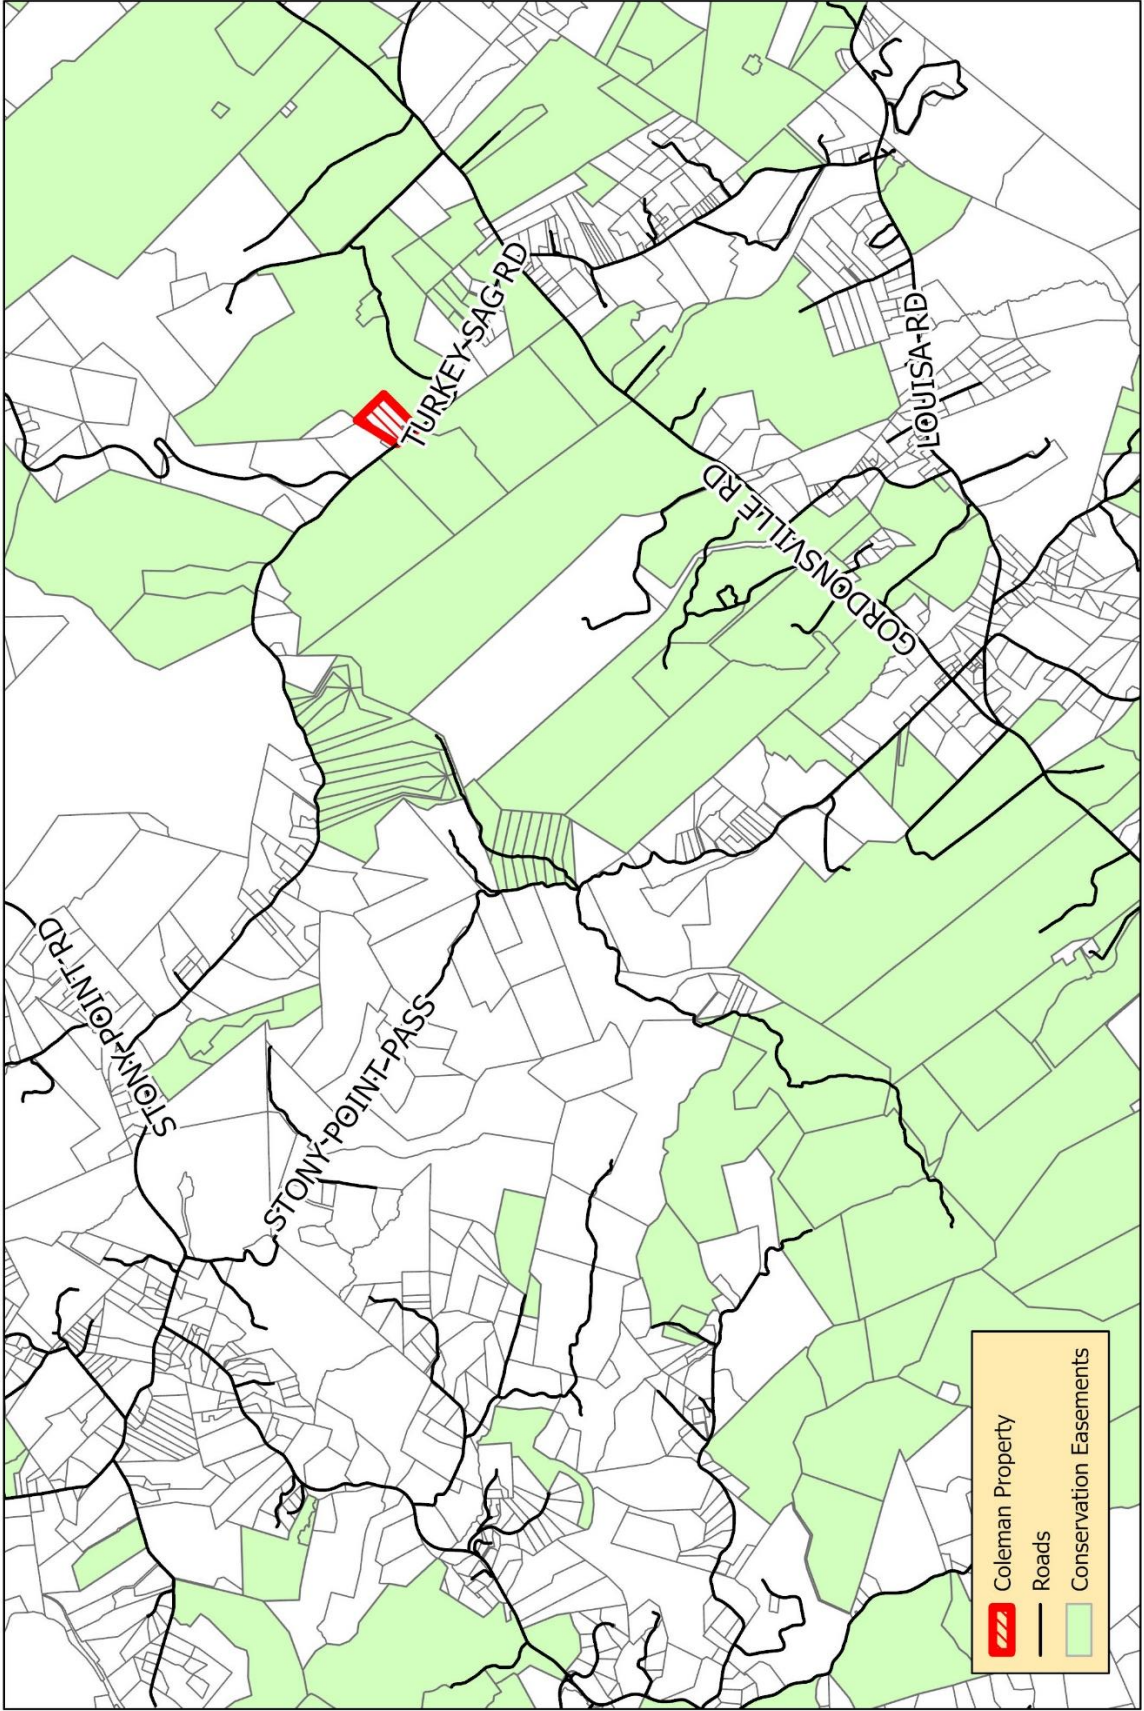 STONY-POINT-RD
TURKEY-SAG-RD
STONY-POINT-PASS
GORDONSVILLE RD
LOUISA-RD
Coleman Property
Roads
Conservation Easements